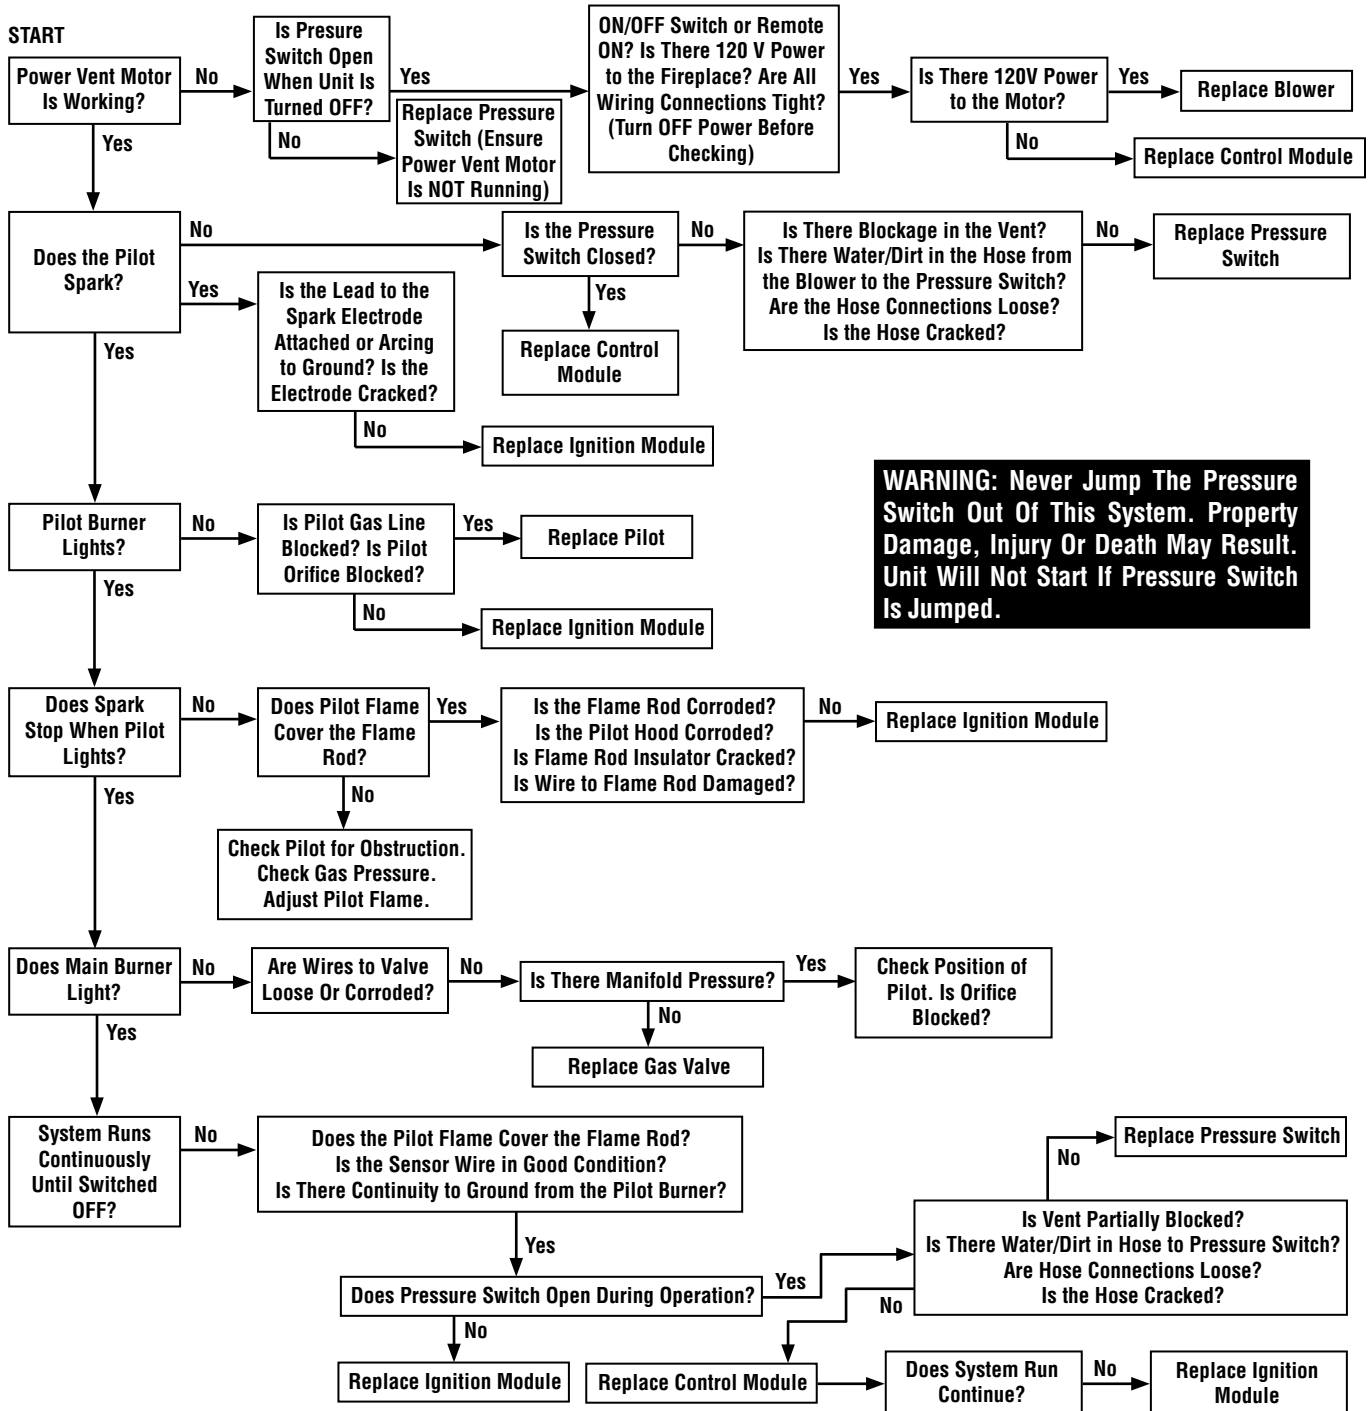 START
Power Vent Motor
Is Working?
No
Yes
Is Presure
Switch Open
When Unit Is
Turned OFF?
Yes
No
Replace Pressure
Switch (Ensure
Power Vent Motor
Is NOT Running)
ON/OFF Switch or Remote
ON? Is There 120 V Power
to the Fireplace? Are All
Wiring Connections Tight?
(Turn OFF Power Before
Checking)
Yes
Is There 120V Power
to the Motor?
Yes
Replace Blower
No
Replace Control Module
Does the Pilot
Spark?
No
Yes
Yes
Is the Pressure
Switch Closed?
No
Yes
Replace Control
Module
Is There Blockage in the Vent?
Is There Water/Dirt in the Hose from
the Blower to the Pressure Switch?
Are the Hose Connections Loose?
Is the Hose Cracked?
No
Replace Pressure
Switch
Is the Lead to the
Spark Electrode
Attached or Arcing
to Ground? Is the
Electrode Cracked?
No
Replace Ignition Module
WARNING: Never Jump The Pressure
Switch Out Of This System. Property
Damage, Injury Or Death May Result.
Unit Will Not Start If Pressure Switch
Is Jumped.
Pilot Burner
Lights?
No
Yes
Is Pilot Gas Line
Blocked? Is Pilot
Orifice Blocked?
Yes
Replace Pilot
No
Replace Ignition Module
Does Spark
Stop When Pilot
Lights?
No
Yes
Does Pilot Flame
Cover the Flame
Rod?
Yes
No
Check Pilot for Obstruction.
Check Gas Pressure.
Adjust Pilot Flame.
Is the Flame Rod Corroded?
Is the Pilot Hood Corroded?
Is Flame Rod Insulator Cracked?
Is Wire to Flame Rod Damaged?
No
Replace Ignition Module
Does Main Burner
Light?
No
Yes
Are Wires to Valve
Loose Or Corroded?
No
Is There Manifold Pressure?
Yes
No
Replace Gas Valve
Check Position of
Pilot. Is Orifice
Blocked?
System Runs
Continuously
Until Switched
OFF?
No
Does the Pilot Flame Cover the Flame Rod?
Is the Sensor Wire in Good Condition?
Is There Continuity to Ground from the Pilot Burner?
Yes
Does Pressure Switch Open During Operation?
Yes
No
Replace Ignition Module
Replace Pressure Switch
No
Is Vent Partially Blocked?
Is There Water/Dirt in Hose to Pressure Switch?
Are Hose Connections Loose?
Is the Hose Cracked?
No
Replace Control Module
Does System Run
Continue?
No
Replace Ignition
Module